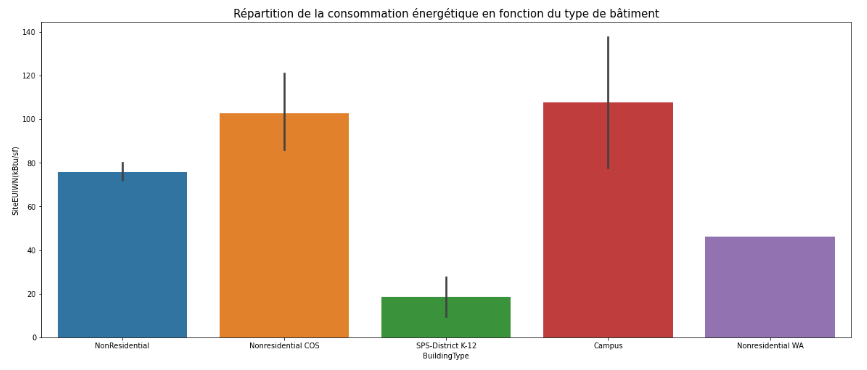 Répartition de la consommation énergétique en fonction du type de bâtiment
140
120
100
80
60
40
20
0
SiteEUIWN(kBtu/sf)
NonResidential
Nonresidential COS
SPS-District K-12
Campus
Nonresidential WA
BuildingType